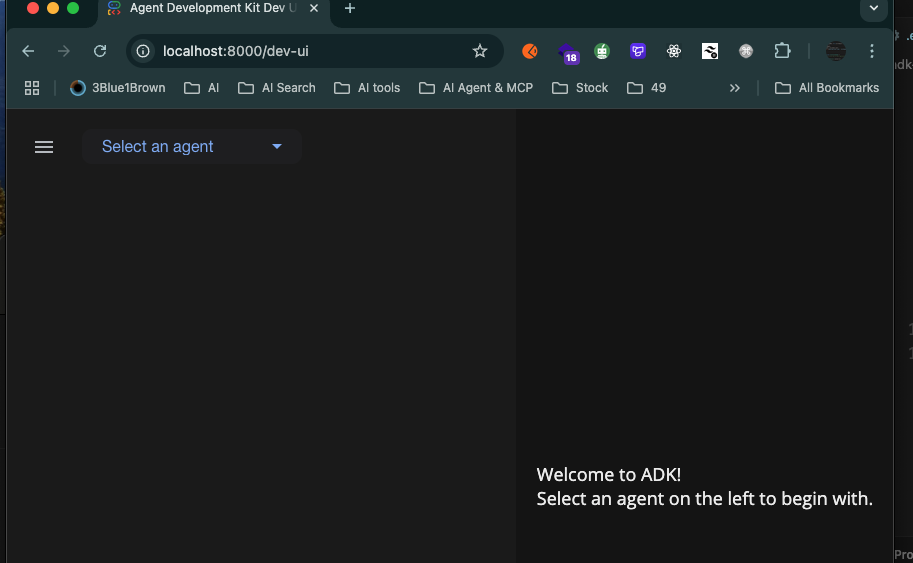 Agent Development Kit Dev U
localhost:8000/dev-ui
18
3Blue1Brown
AI
AI Search
AI tools
AI Agent & MCP
Stock
49
All Bookmarks
Select an agent
Welcome to ADK!
Select an agent on the left to begin with.
Pro